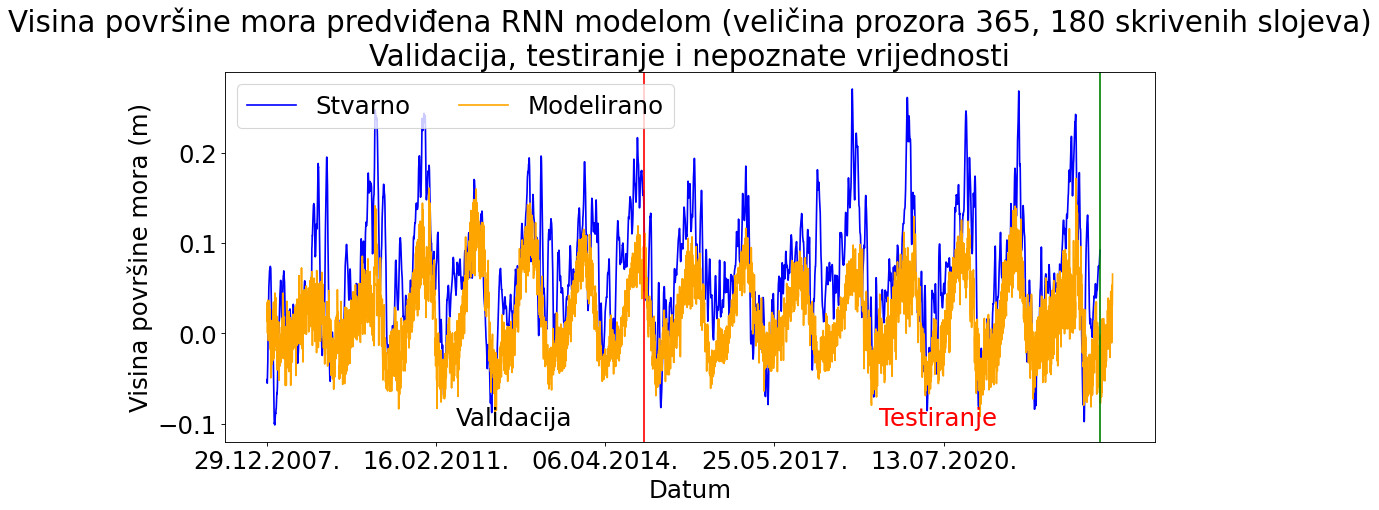 Visina površine mora predviđena RNN modelom (veličina prozora 365, 180 skrivenih slojeva)
Validacija, testiranje i nepoznate vrijednosti
Stvarno Modelirano
Visina površine mora (m)
0.2
0.1
0.0
−0.1
Validacija Testiranje
29.12.2007. 16.02.2011. 06.04.2014. 25.05.2017. 13.07.2020.
Datum